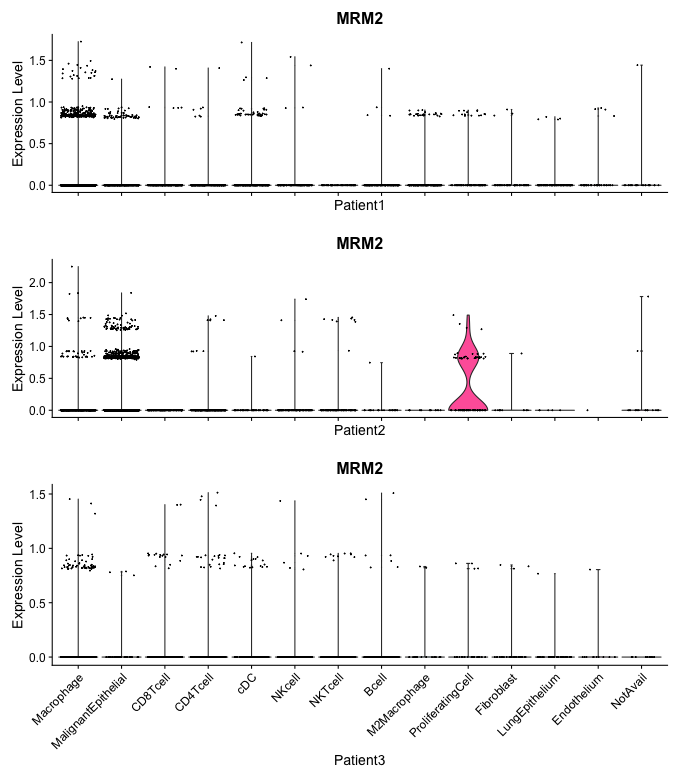 MRM2
Expression Level
1.5
1.0
0.5
0.0
Patient1
MRM2
Expression Level
2.0
1.5
1.0
0.5
0.0
Patient2
MRM2
Expression Level
1.5
1.0
0.5
0.0
Macrophage
MalignantEpithelial
CD8Tcell
CD4Tcell
cDC
NKcell
NKTcell
Bcell
M2Macrophage
ProliferatingCell
Fibroblast
LungEpithelium
Endothelium
NotAvail
Patient3